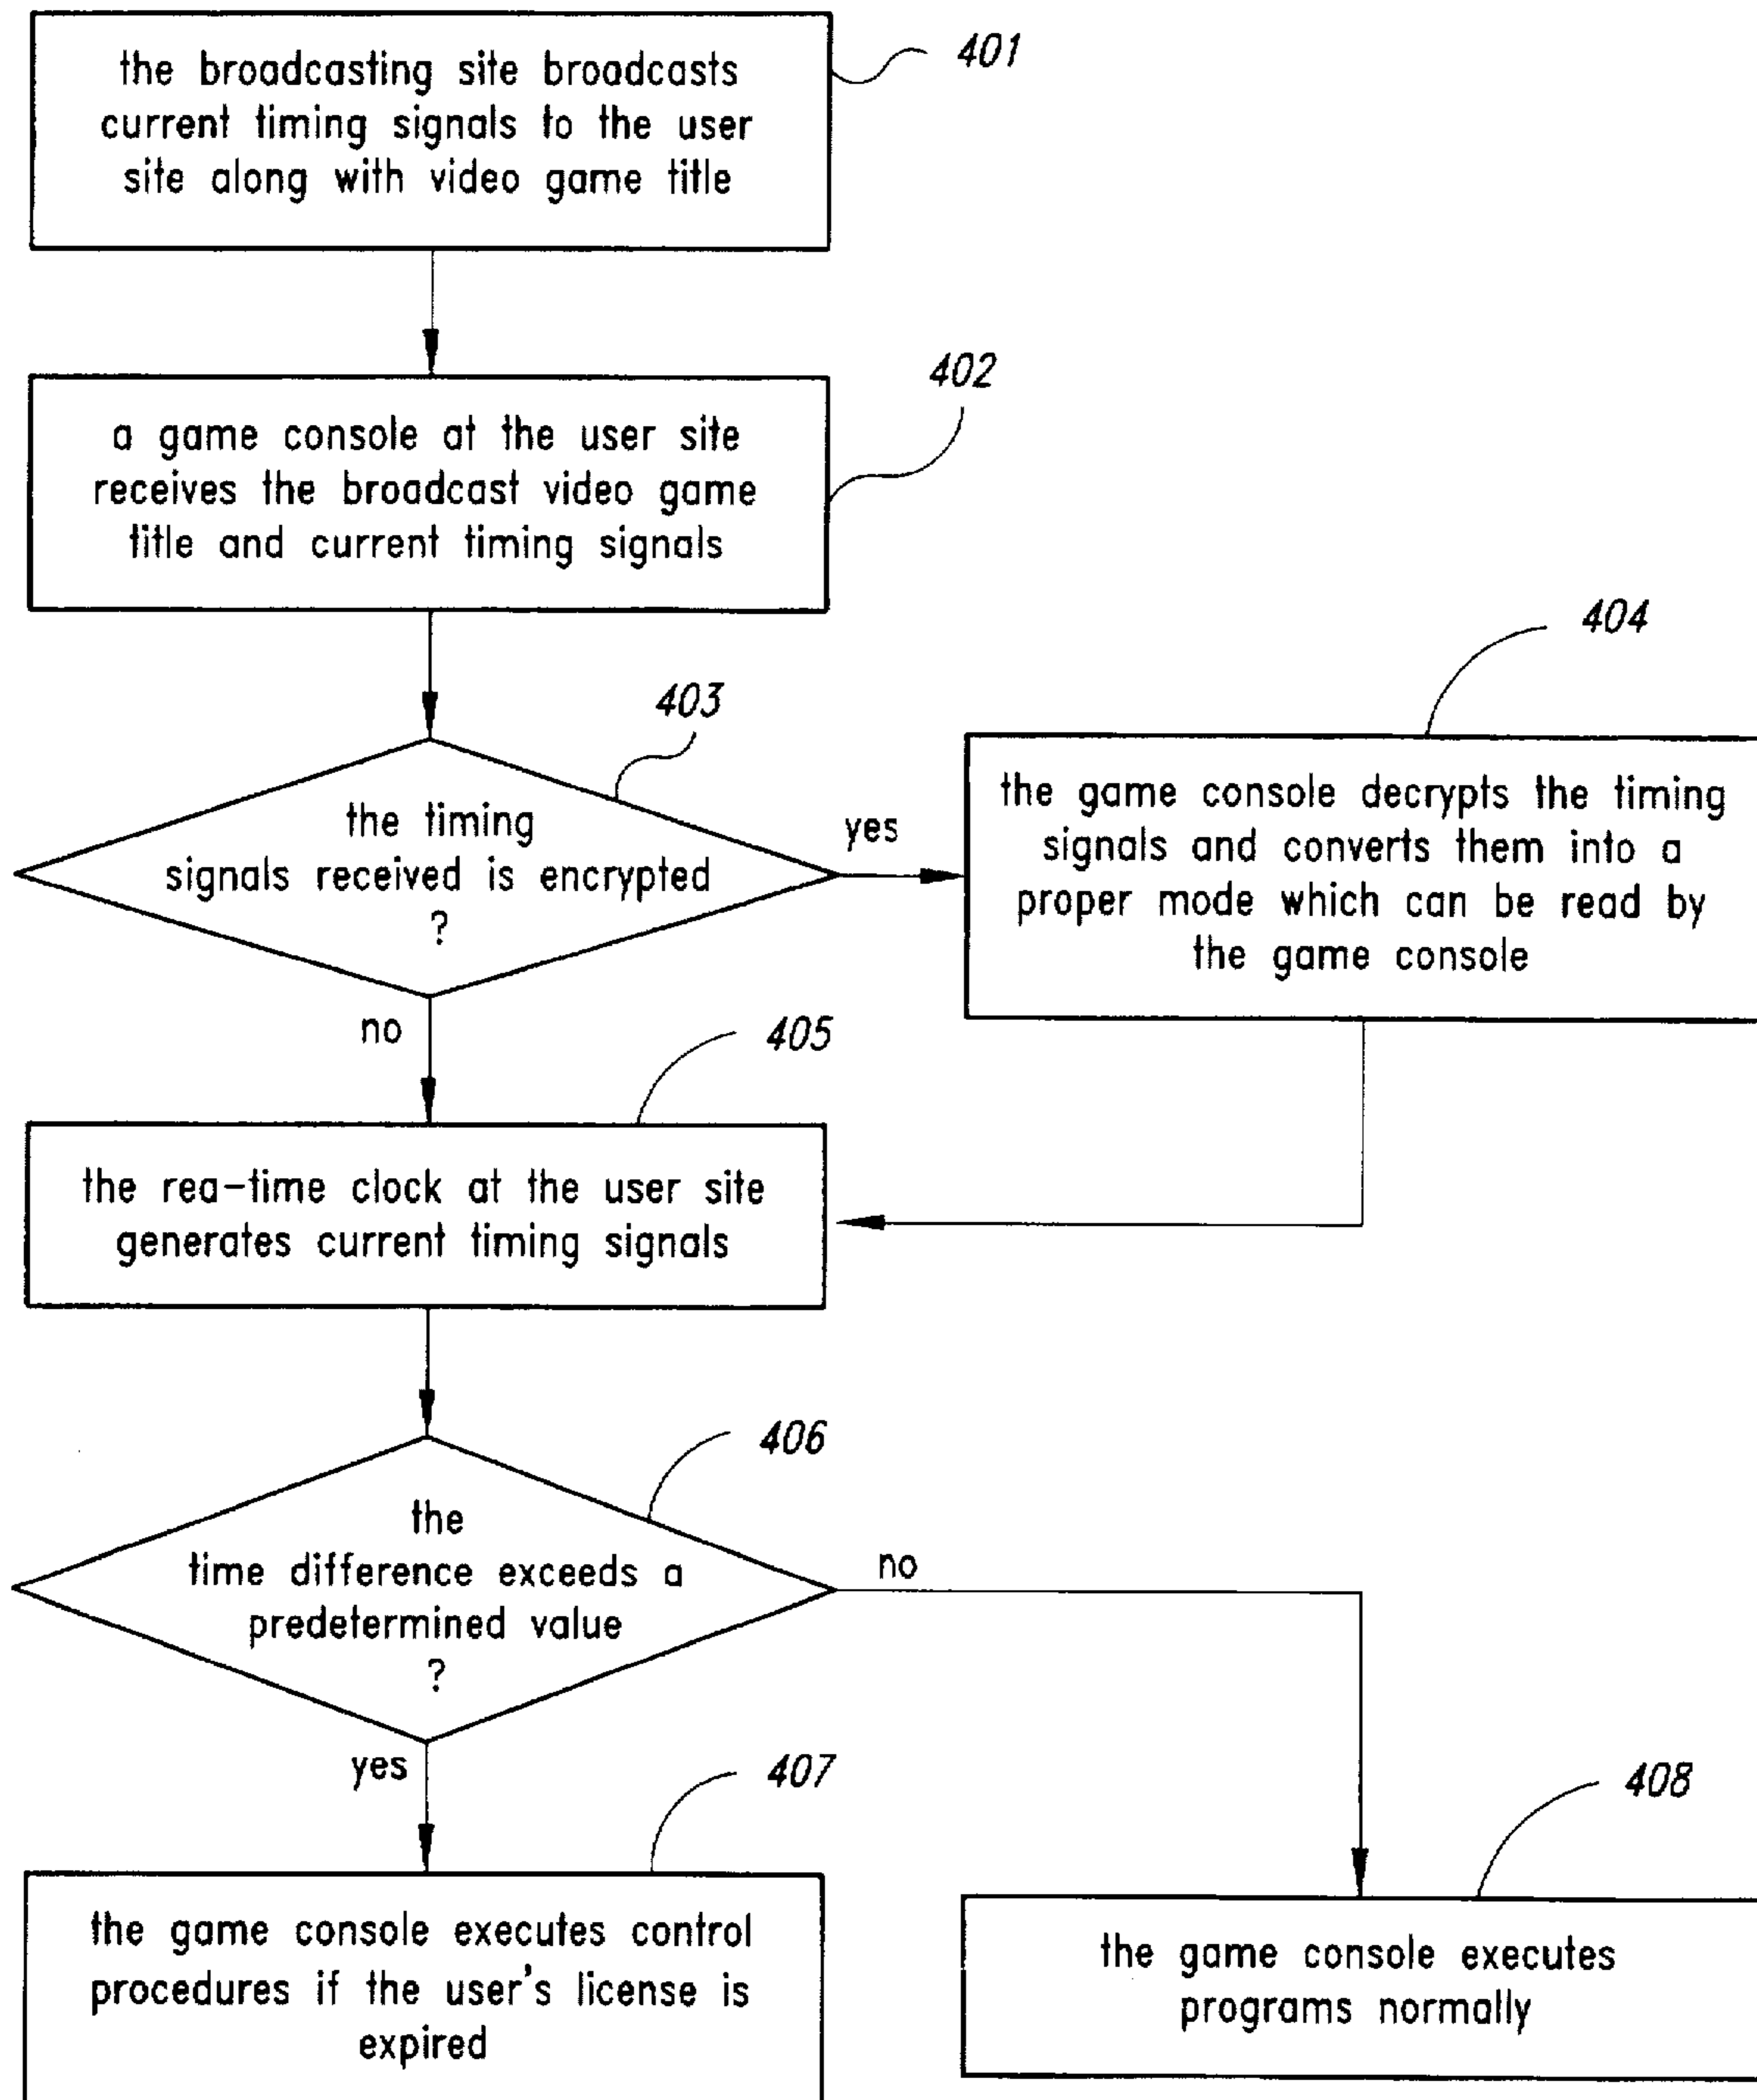 the broadcasting site broadcasts
current timing signals to the user
site along with video game title
401
a game console at the user site
receives the broadcast video game
title and current timing signals
402
the timing
signals received is encrypted
?
403
yes
the game console decrypts the timing
signals and converts them into a
proper mode which can be read by
the game console
404
no
the rea-time clock at the user site
generates current timing signals
405
the
time difference exceeds a
predetermined value
?
406
no
yes
the game console executes control
procedures if the user's license is
expired
407
the game console executes
programs normally
408